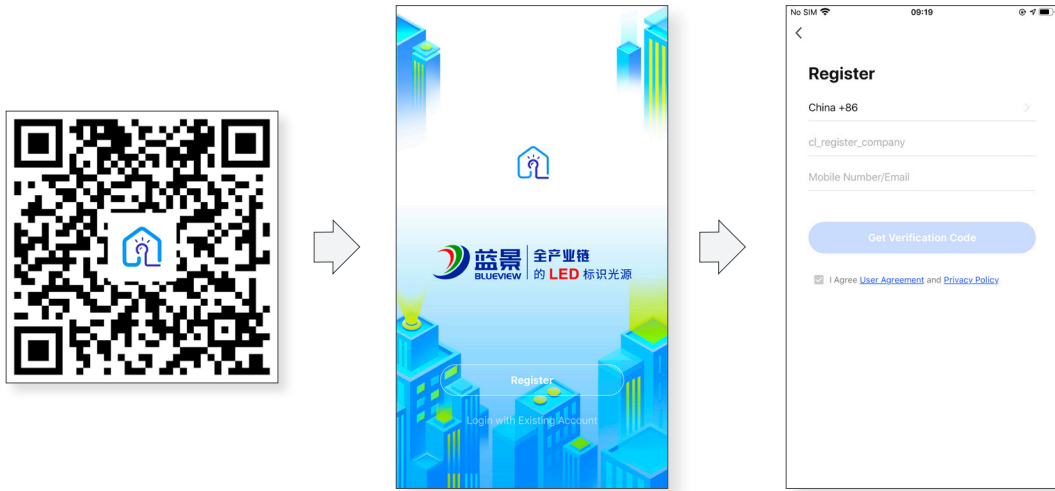 蓝景
BLUEVIEW
全产业链
的 LED 标识光源
Register
Login with Existing Account
No SIM
09:19
Register
China +86
cl_register_company
Mobile Number/Email
Get Verification Code
I Agree User Agreement and Privacy Policy